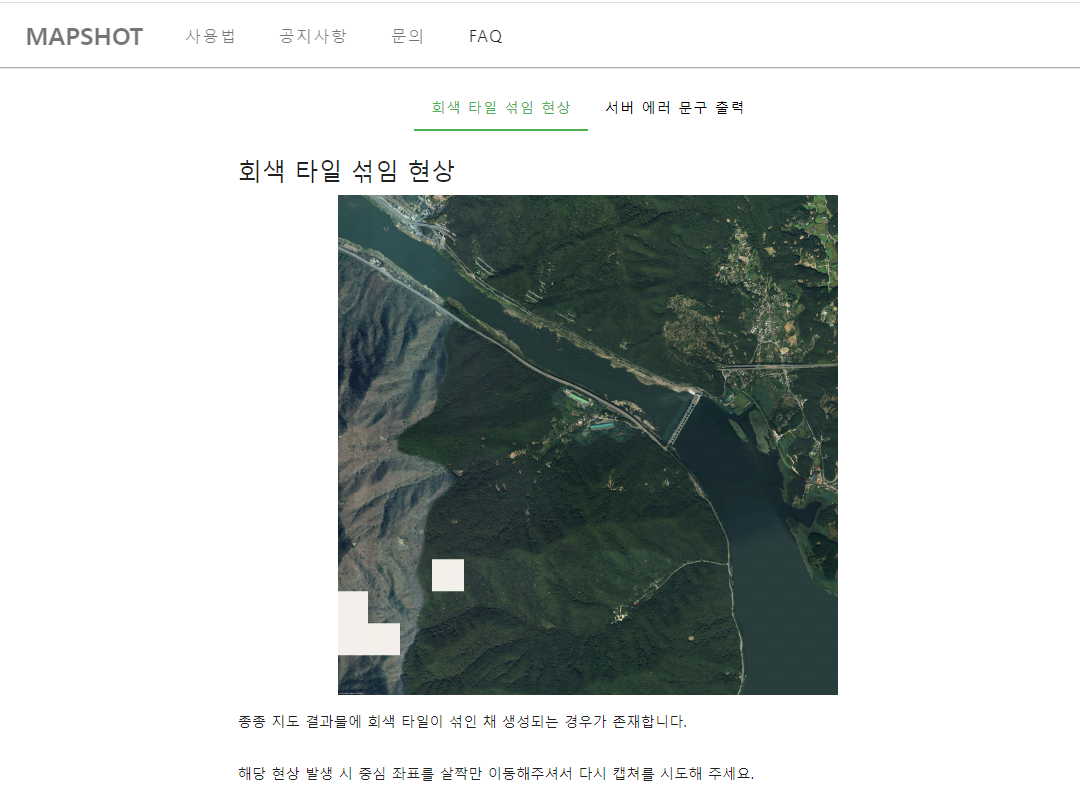 MAPSHOT 사용법 공지사항 문의 FAQ
회색 타일 섞임 현상 서버 에러 문구 출력
회색 타일 섞임 현상
종종 지도 결과물에 회색 타일이 섞인 채 생성되는 경우가 존재합니다.
해당 현상 발생 시 중심 좌표를 살짝만 이동해주셔서 다시 캡쳐를 시도해 주세요.